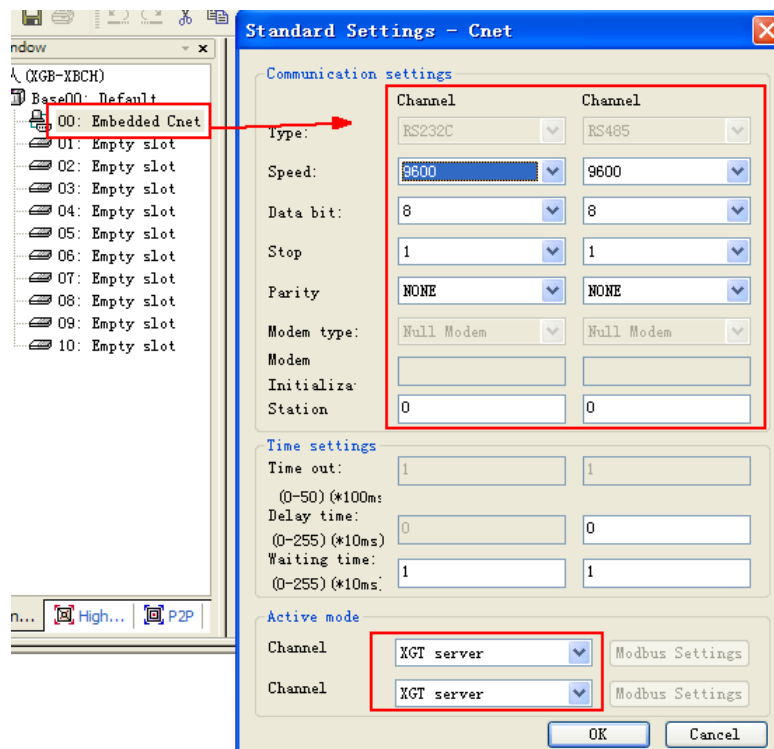 ndow
(XGB-XBCH)
Base00: Default
00: Embedded Cnet
01: Empty slot
02: Empty slot
03: Empty slot
04: Empty slot
05: Empty slot
06: Empty slot
07: Empty slot
08: Empty slot
09: Empty slot
10: Empty slot
n... High... P2P
Standard Settings - Cnet
Communication settings
Channel Channel
Type: RS232C RS485
Speed: 9600 9600
Data bit: 8 8
Stop 1 1
Parity NONE NONE
Modem type: Null Modem Null Modem
Modem
Initializa
Station 0 0
Time settings
Time out: 1 1
(0-50)(*100ms
Delay time: 0 0
(0-255)(*10ms)
Waiting time: 1 1
(0-255)(*10ms)
Active mode
Channel XGT server Modbus Settings
Channel XGT server Modbus Settings
OK Cancel